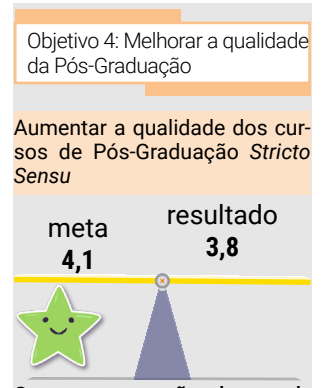 Objetivo 4: Melhorar a qualidade
da Pós-Graduação
Aumentar a qualidade dos cur-
sos de Pós-Graduação Stricto
Sensu
meta
4,1
resultado
3,8